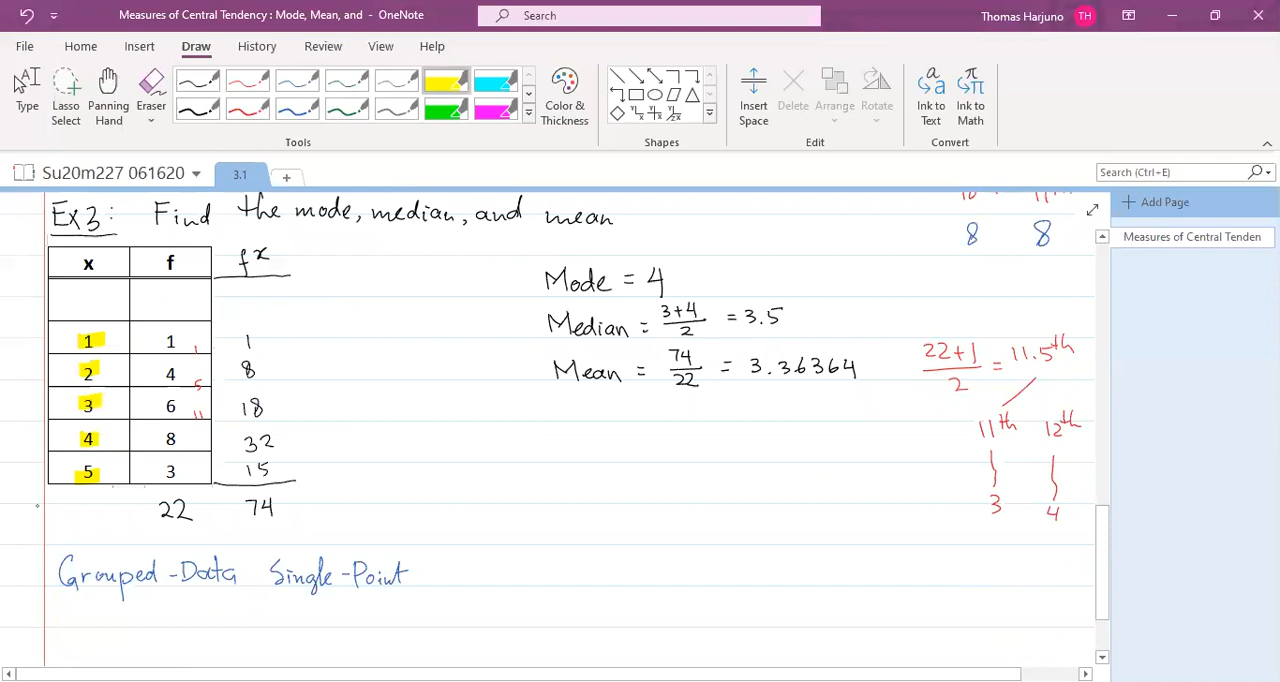 Measures of Central Tendency : Mode, Mean, and - OneNote
Search
Thomas Harjuno TH
File Home Insert Draw History Review View Help
Type
Lasso Select
Panning Hand
Eraser
Color & Thickness
Insert Space
Delete
Arrange
Rotate
Ink to Text
Ink to Math
Tools
Shapes
Edit
Convert
Su20m227 061620
3.1
Search (Ctrl+E)
Add Page
Measures of Central Tenden
8 8
Ex3: Find the mode, median, and mean
x f fx
1 1 1 1
2 4 5 8
3 6 11 18
4 8 32
5 3 15
22 74
Mode = 4
Median = 3+4/2 = 3.5
Mean = 74/22 = 3.36364
22+1/2 = 11.5th
11th 12th
3 4
Grouped-Data Single-Point